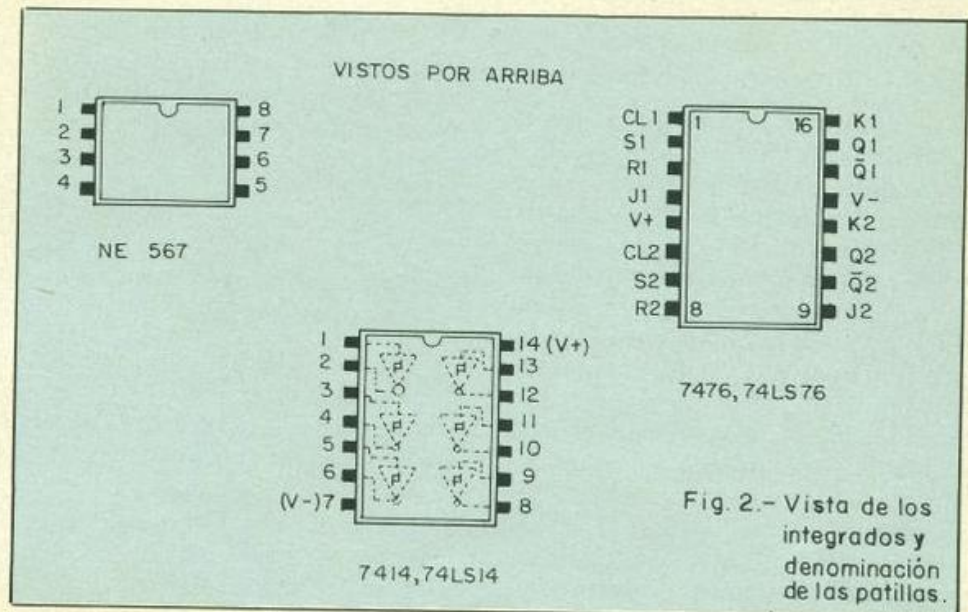 VISTOS POR ARRIBA
1 8
2 7
3 6
4 5
NE 567
CL1 1 16 K1
S1 Q1
R1 Q̄1
J1 V-
V+ K2
CL2 Q2
S2 Q̄2
R2 8 9 J2
7476, 74LS76
1 14 (V+)
2 13
3 12
4 11
5 10
6 9
(V-) 7 8
7414, 74LS14
Fig. 2.- Vista de los
integrados y
denominación
de las patillas.